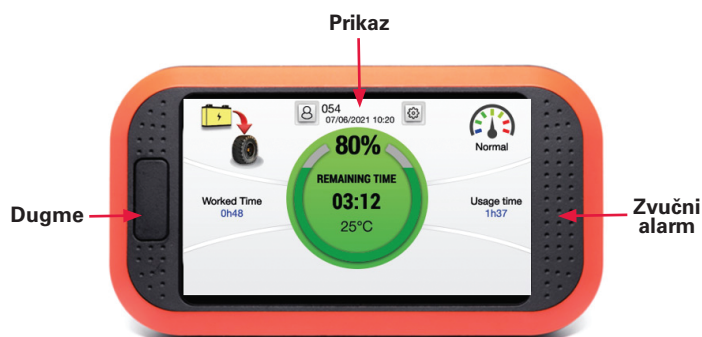 Prikaz
054
07/06/2021 10:20
Normal
80%
REMAINING TIME
03:12
25°C
Worked Time
0h48
Usage time
1h37
Dugme
Zvučni
alarm